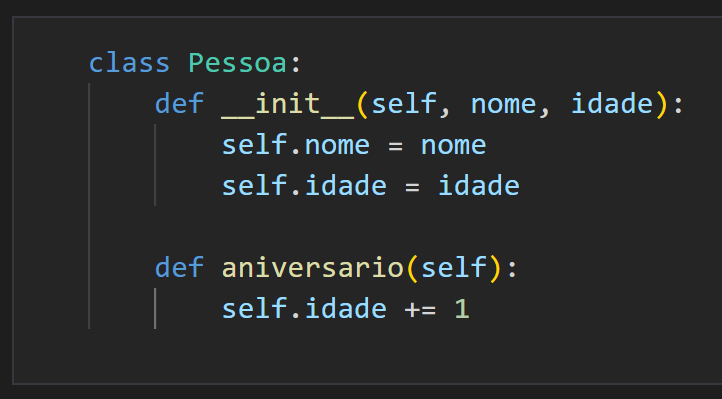 class Pessoa:
    def __init__(self, nome, idade):
        self.nome = nome
        self.idade = idade

    def aniversario(self):
        self.idade += 1